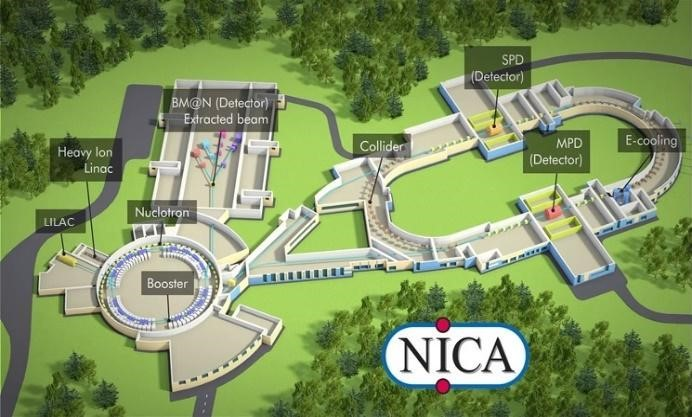 SPD
(Detector)
BM@N (Detector)
Extracted beam
MPD
(Detector)
E-cooling
Collider
Heavy Ion
Linac
Nuclotron
LILAC
Booster
NICA